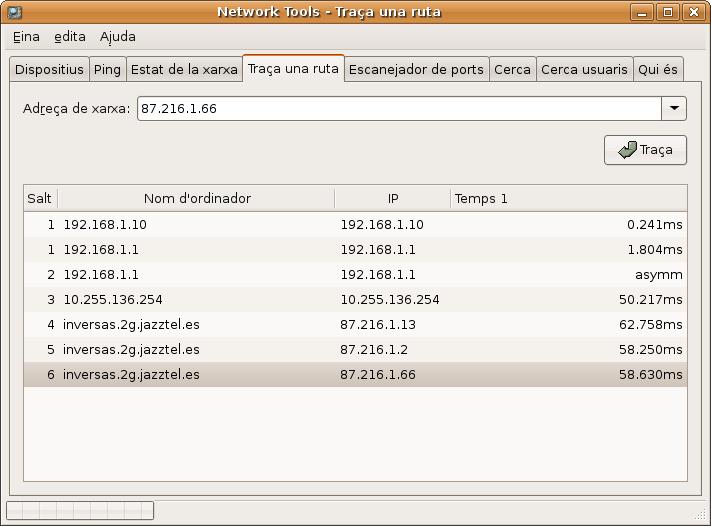 Network Tools - Traça una ruta
Eina edita Ajuda
Dispositius Ping Estat de la xarxa Traça una ruta Escanejador de ports Cerca Cerca usuaris Qui és
Adreça de xarxa: 87.216.1.66
Traça
Salt Nom d'ordinador IP Temps 1
1 192.168.1.10 192.168.1.10 0.241ms
1 192.168.1.1 192.168.1.1 1.804ms
2 192.168.1.1 192.168.1.1 asymm
3 10.255.136.254 10.255.136.254 50.217ms
4 inversas.2g.jazztel.es 87.216.1.13 62.758ms
5 inversas.2g.jazztel.es 87.216.1.2 58.250ms
6 inversas.2g.jazztel.es 87.216.1.66 58.630ms